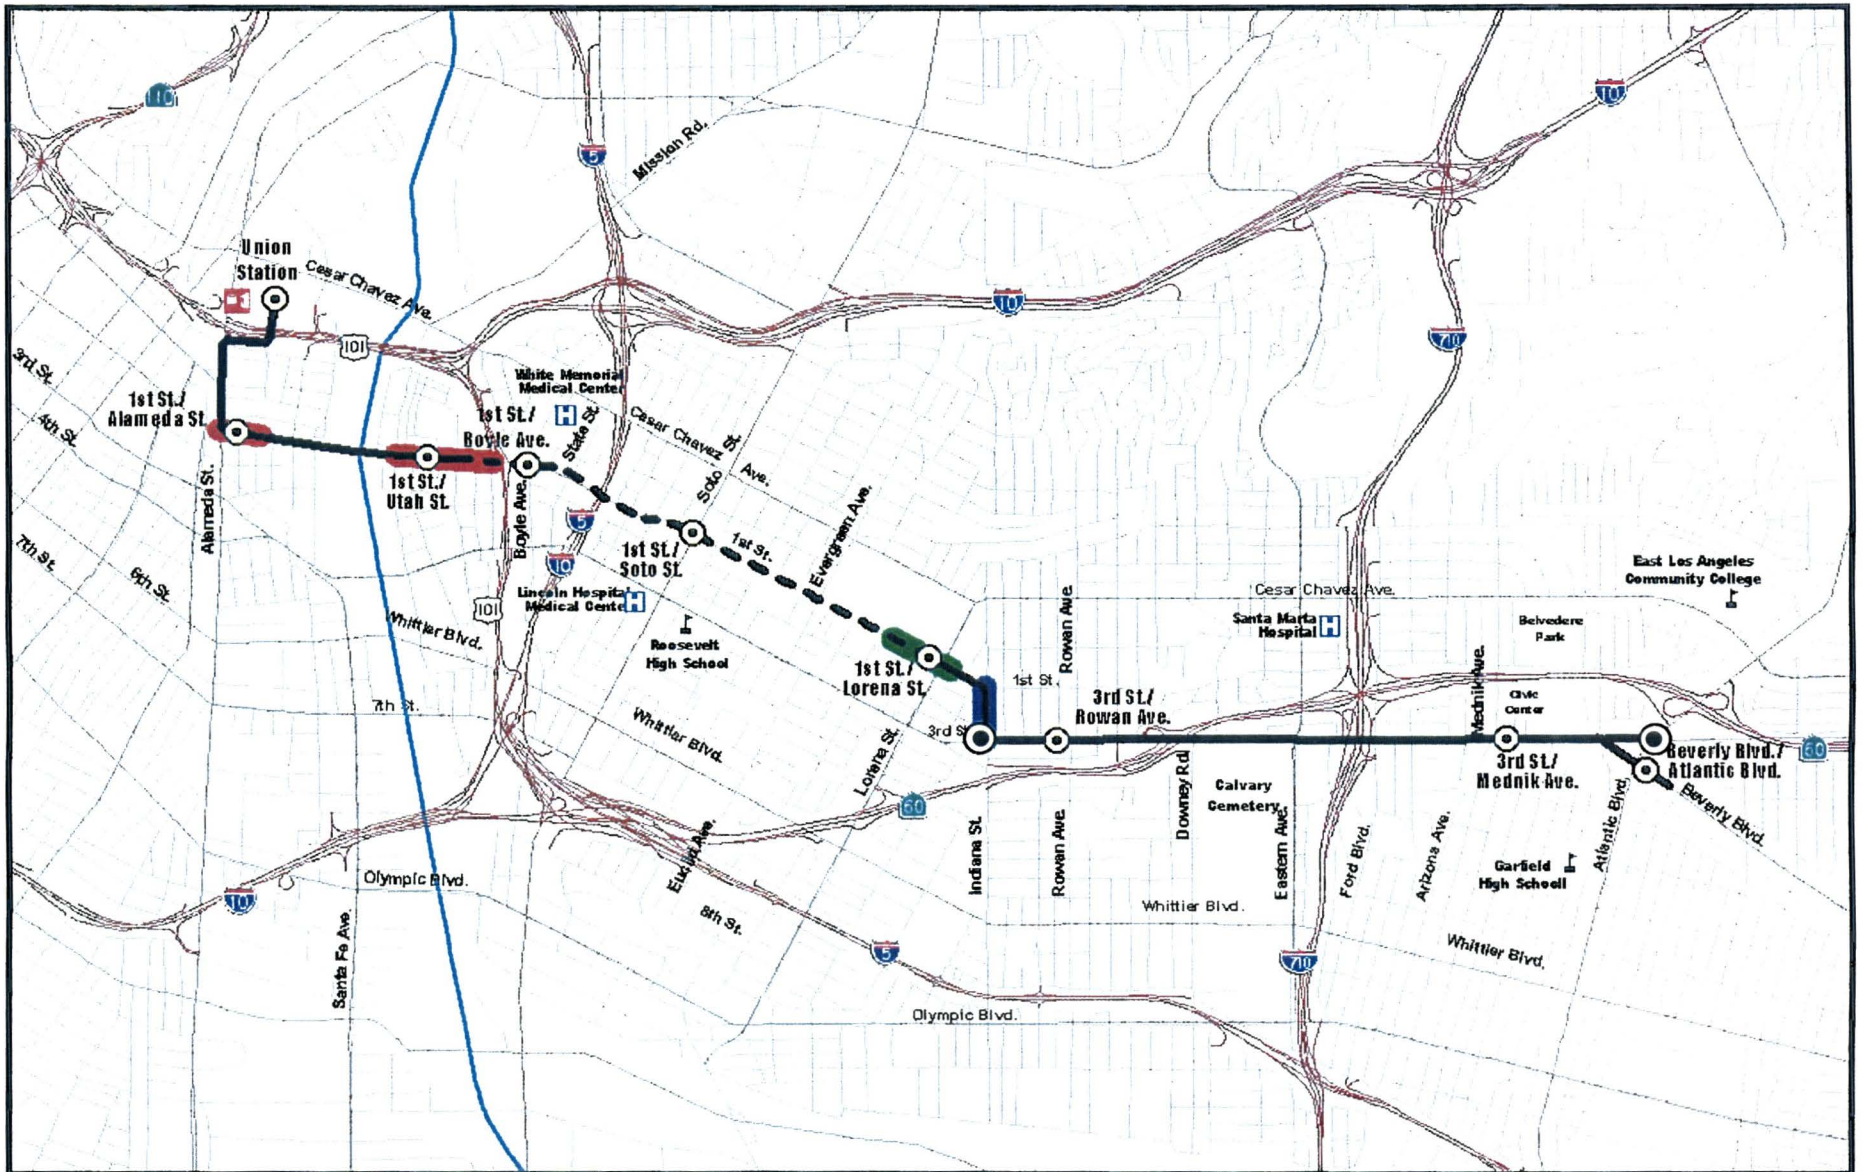 110
10
5
Mission Rd.
Union
Station
Cesar Chavez Ave.
10
101
710
3rd St.
White Memorial
Medical Center
H
1st St./
Alameda St.
4th St.
1st St./
Boyle Ave.
State St.
Cesar Chavez
Ave.
Soto St.
1st St./
Utah St.
Alameda St.
Boyle Ave.
5
1st St./
Soto St.
1st St.
Evergreen Ave.
7th St.
6th St.
10
Lincoln Hospital
Medical Cente
H
101
Whittier Blvd.
Roosevelt
High School
Rowan Ave.
Cesar Chavez Ave.
Santa Marta
Hospital
H
East Los Angeles
Community College
Belvedere
Park
1st St./
Lorena St.
1st St.
7th St.
Whittier Blvd.
Lorena St.
3rd S
3rd St./
Rowan Ave.
Mednik Ave.
Civic
Center
3rd St./
Mednik Ave.
Beverly Blvd./
Atlantic Blvd.
60
60
Indiana St.
Rowan Ave.
Downey Rd.
Calvary
Cemetery
Eastern Ave.
Ford Blvd.
Arizona Ave.
Garfield
High Schooll
Atlantic Blvd.
Beverly Blvd.
Euclid Ave.
10
Olympic Blvd.
Santa Fe Ave.
8th St.
5
Whittier Blvd.
Whittier Blvd.
710
Olympic Blvd.